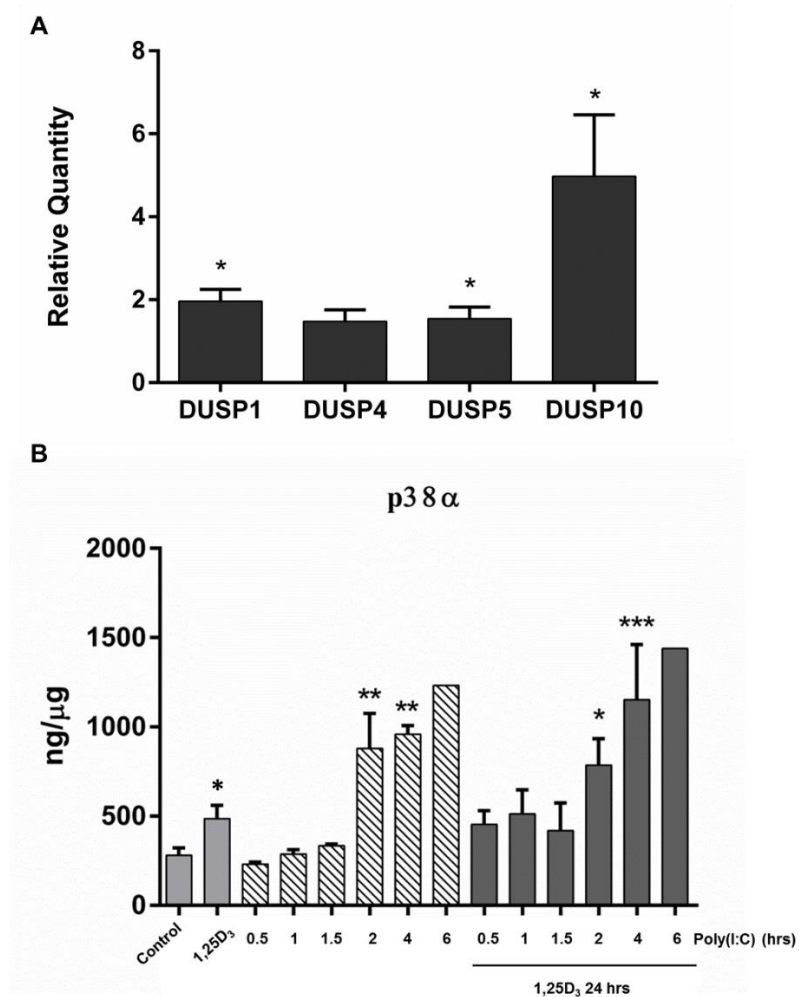 A
8
6
4
2
0
Relative Quantity
*
*
*
DUSP1 DUSP4 DUSP5 DUSP10
B
p38α
2000
1500
1000
500
0
ng/μg
*
**
**
*
***
Control 1,25D₃ 0.5 1 1.5 2 4 6 0.5 1 1.5 2 4 6 Poly(I:C) (hrs)
1,25D₃ 24 hrs